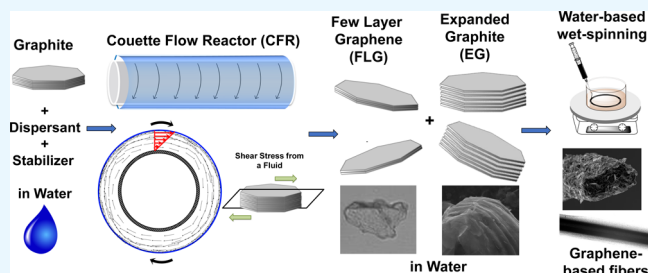 Graphite
+
Dispersant
+
Stabilizer
in Water
Couette Flow Reactor (CFR)
Shear Stress from
a Fluid
Few Layer
Graphene
(FLG)
+
Expanded
Graphite
(EG)
in Water
Water-based
wet-spinning
Graphene-
based fibers